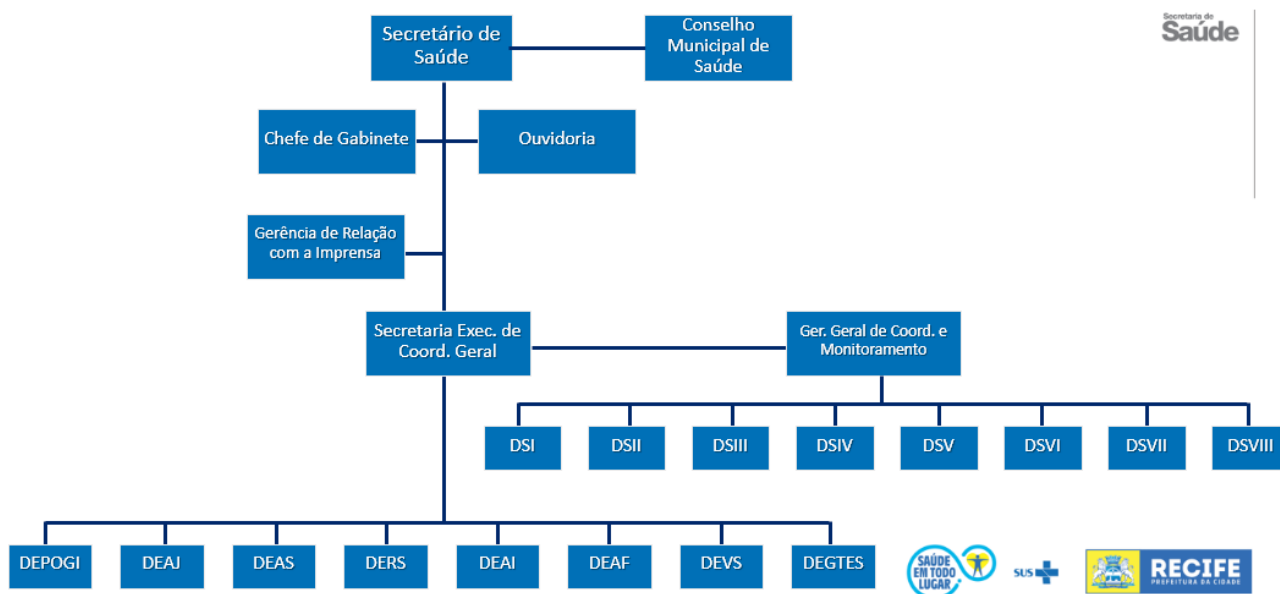 Secretaria de
Saúde
Secretário de
Saúde
Conselho
Municipal de
Saúde
Chefe de Gabinete
Ouvidoria
Gerência de Relação
com a Imprensa
Secretaria Exec. de
Coord. Geral
Ger. Geral de Coord. e
Monitoramento
DSI
DSII
DSIII
DSIV
DSV
DSVI
DSVII
DSVIII
DEPOGI
DEAJ
DEAS
DERS
DEAI
DEAF
DEVS
DEGTES
SAÚDE
EM TODO
LUGAR
SUS
RECIFE
PREFEITURA DA CIDADE